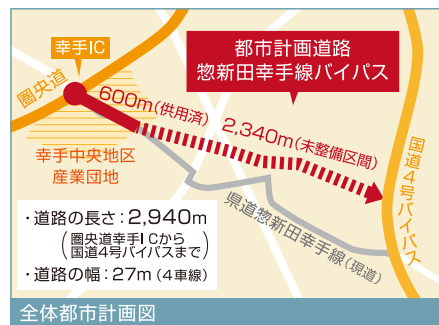 幸手IC
都市計画道路
惣新田幸手線バイパス
圏央道
600m(供用済)
2,340m(未整備区間)
幸手中央地区
産業団地
国道4号バイパス
県道惣新田幸手線(現道)
・道路の長さ：2,940m
(圏央道幸手ICから
国道4号バイパスまで)
・道路の幅：27m(4車線)
全体都市計画図